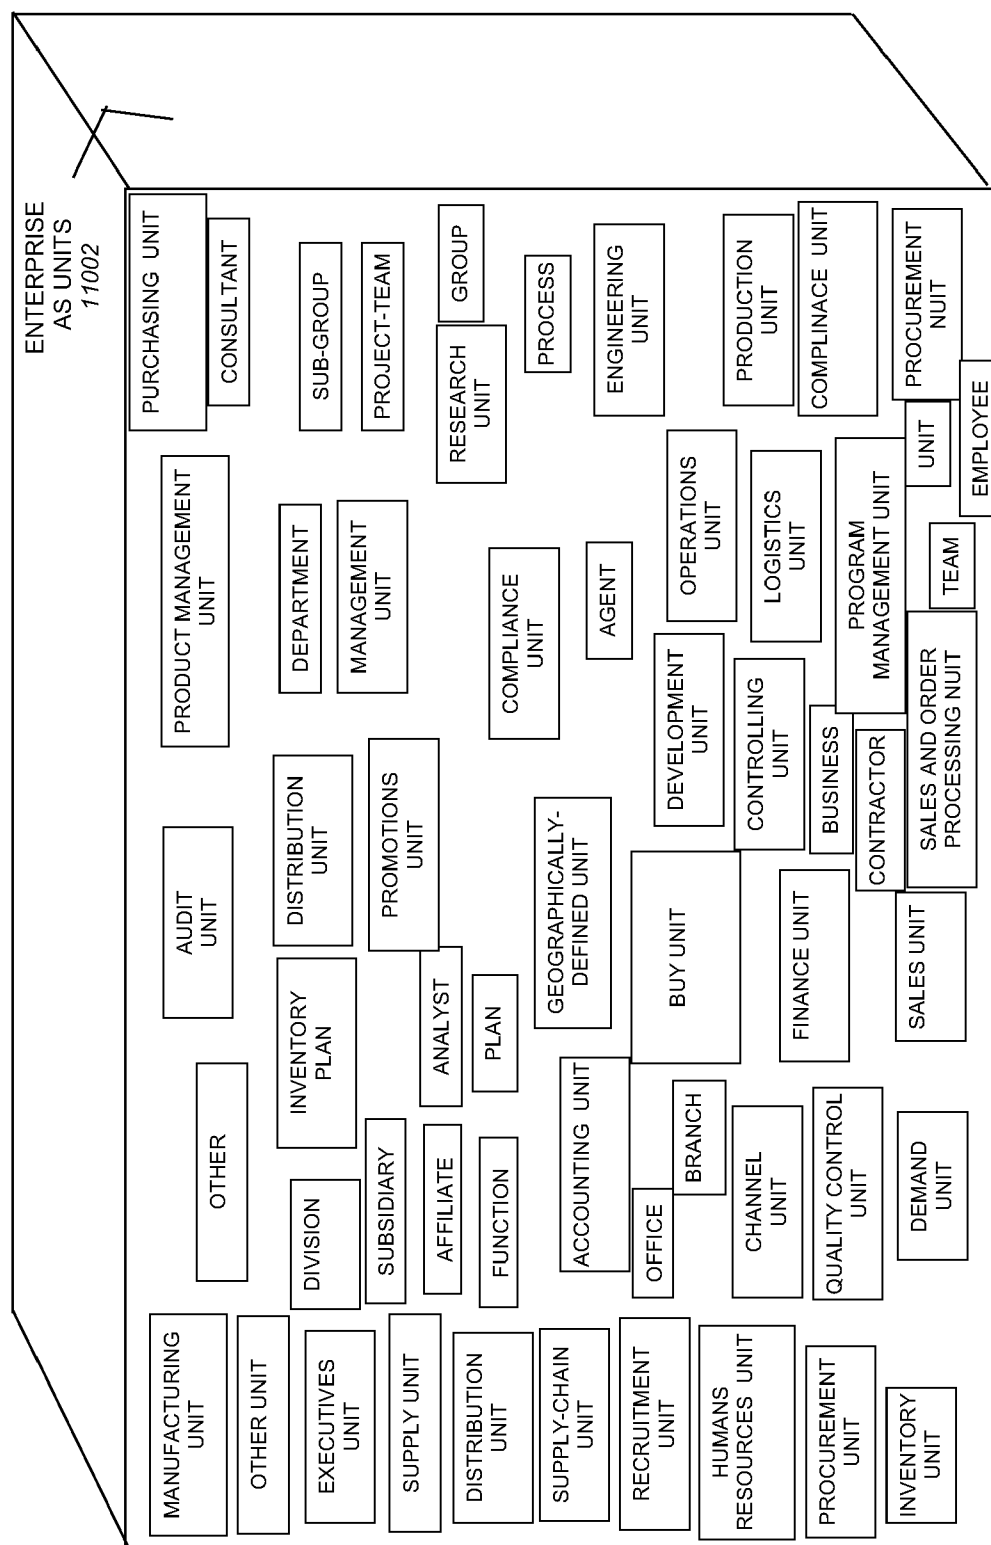 ENTERPRISE
AS UNITS
11002
MANUFACTURING
UNIT
OTHER UNIT
EXECUTIVES
UNIT
SUPPLY UNIT
DISTRIBUTION
UNIT
SUPPLY-CHAIN
UNIT
RECRUITMENT
UNIT
HUMANS
RESOURCES UNIT
PROCUREMENT
UNIT
INVENTORY
UNIT
OTHER
DIVISION
SUBSIDIARY
AFFILIATE
FUNCTION
ACCOUNTING UNIT
OFFICE
BRANCH
CHANNEL
UNIT
QUALITY CONTROL
UNIT
DEMAND
UNIT
AUDIT
UNIT
INVENTORY
PLAN
DISTRIBUTION
UNIT
PROMOTIONS
UNIT
ANALYST
PLAN
GEOGRAPHICALLY-
DEFINED UNIT
BUY UNIT
FINANCE UNIT
SALES UNIT
PRODUCT MANAGEMENT
UNIT
DEPARTMENT
MANAGEMENT
UNIT
COMPLIANCE
UNIT
AGENT
DEVELOPMENT
UNIT
CONTROLLING
UNIT
BUSINESS
CONTRACTOR
SALES AND ORDER
PROCESSING NUIT
OPERATIONS
UNIT
LOGISTICS
UNIT
PROGRAM
MANAGEMENT UNIT
TEAM
PURCHASING UNIT
CONSULTANT
SUB-GROUP
PROJECT-TEAM
GROUP
RESEARCH
UNIT
PROCESS
ENGINEERING
UNIT
PRODUCTION
UNIT
COMPLINACE UNIT
PROCUREMENT
NUIT
UNIT
EMPLOYEE